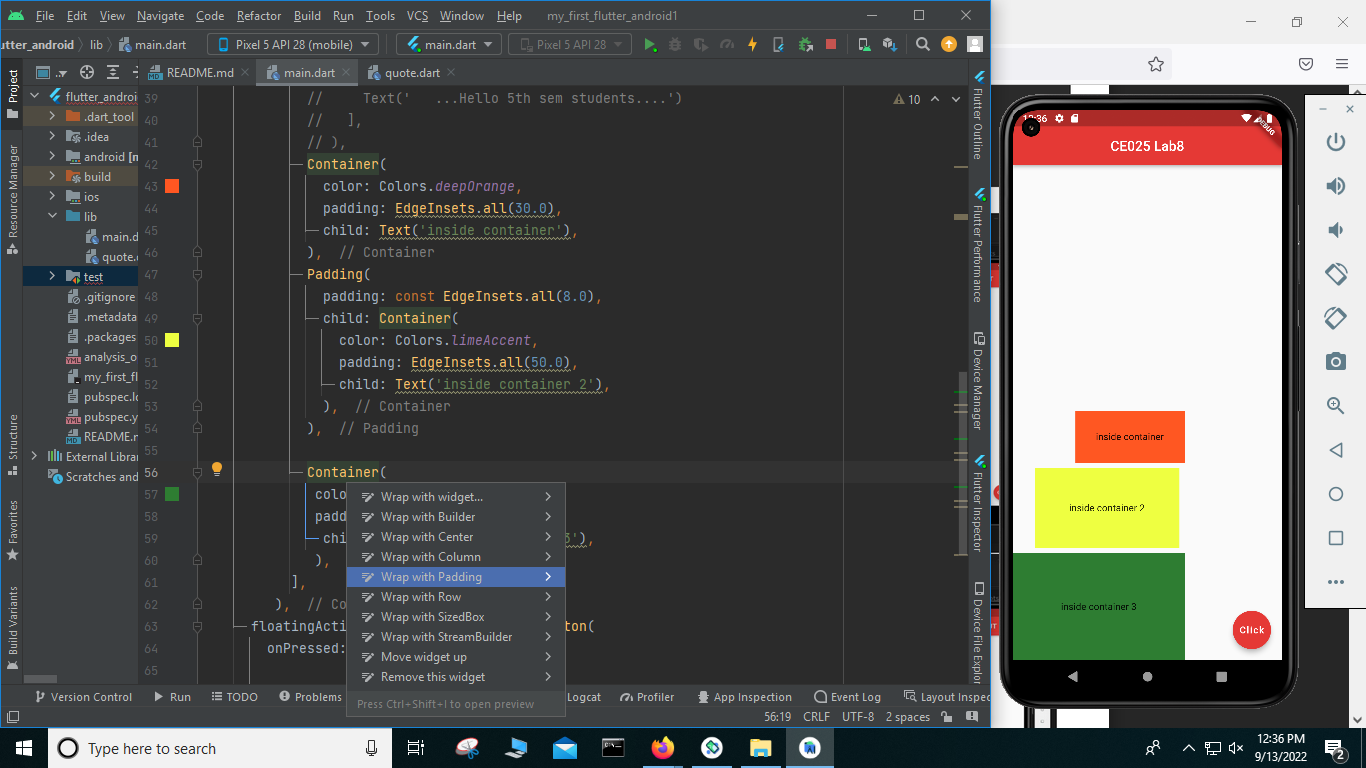 File Edit View Navigate Code Refactor Build Run Tools VCS Window Help my_first_flutter_android1
utter_android lib main.dart Pixel 5 API 28 (mobile) main.dart Pixel 5 API 28
Project
Resource Manager
Structure
Favorites
Build Variants
flutter_androi
.dart_tool
.idea
android [m
build
ios
lib
main.d
quote.d
test
.gitignore
.metadata
.packages
analysis_o
my_first_fl
pubspec.lo
pubspec.y
README.m
External Librar
Scratches and
README.md main.dart quote.dart
10
39 // Text(' ...Hello 5th sem students....')
40 // ],
41 // ),
42 Container(
43 color: Colors.deepOrange,
44 padding: EdgeInsets.all(30.0),
45 child: Text('inside container'),
46 ), // Container
47 Padding(
48 padding: const EdgeInsets.all(8.0),
49 child: Container(
50 color: Colors.limeAccent,
51 padding: EdgeInsets.all(50.0),
52 child: Text('inside container 2'),
53 ), // Container
54 ), // Padding
55
56 Container(
57 colo
58 padd
59 chi 3'),
60 ),
61 ],
62 ), // Co
63 floatingActi ton(
64 onPressed:
65
Wrap with widget...
Wrap with Builder
Wrap with Center
Wrap with Column
Wrap with Padding
Wrap with Row
Wrap with SizedBox
Wrap with StreamBuilder
Move widget up
Remove this widget
Press Ctrl+Shift+I to open preview
Flutter Outline
Flutter Performance
Device Manager
Flutter Inspector
Device File Explor
Version Control Run TODO Problems Logcat Profiler App Inspection Event Log Layout Inspec
56:19 CRLF UTF-8 2 spaces
12:36
DEBUG
CE025 Lab8
inside container
inside container 2
inside container 3
Click
Type here to search
12:36 PM
9/13/2022
2